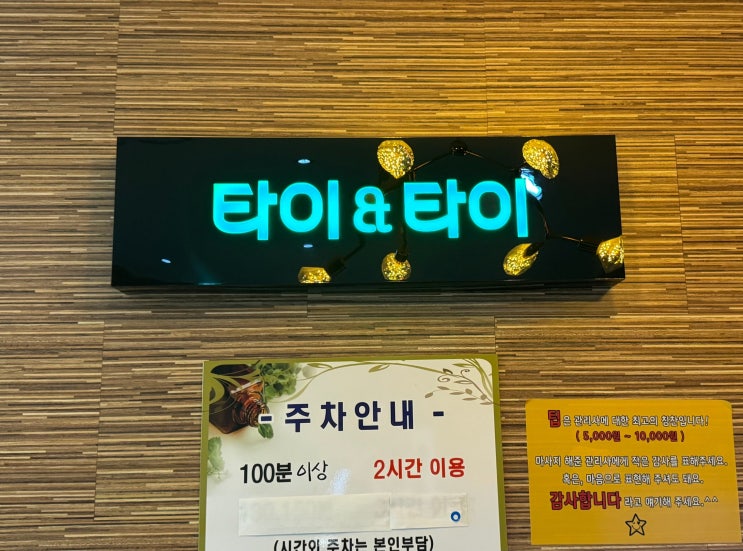 타이&타이
- 주차안내 -
100분 이상 2시간 이용
(시간외 주차는 본인부담)
팁은 관리사에 대한 최고의 칭찬입니다!
( 5,000원 ~ 10,000원 )
마사지 해준 관리사에게 작은 감사를 표해주세요.
혹은, 마음으로 표현해 주셔도 돼요.
감사합니다 라고 얘기해 주세요.^^